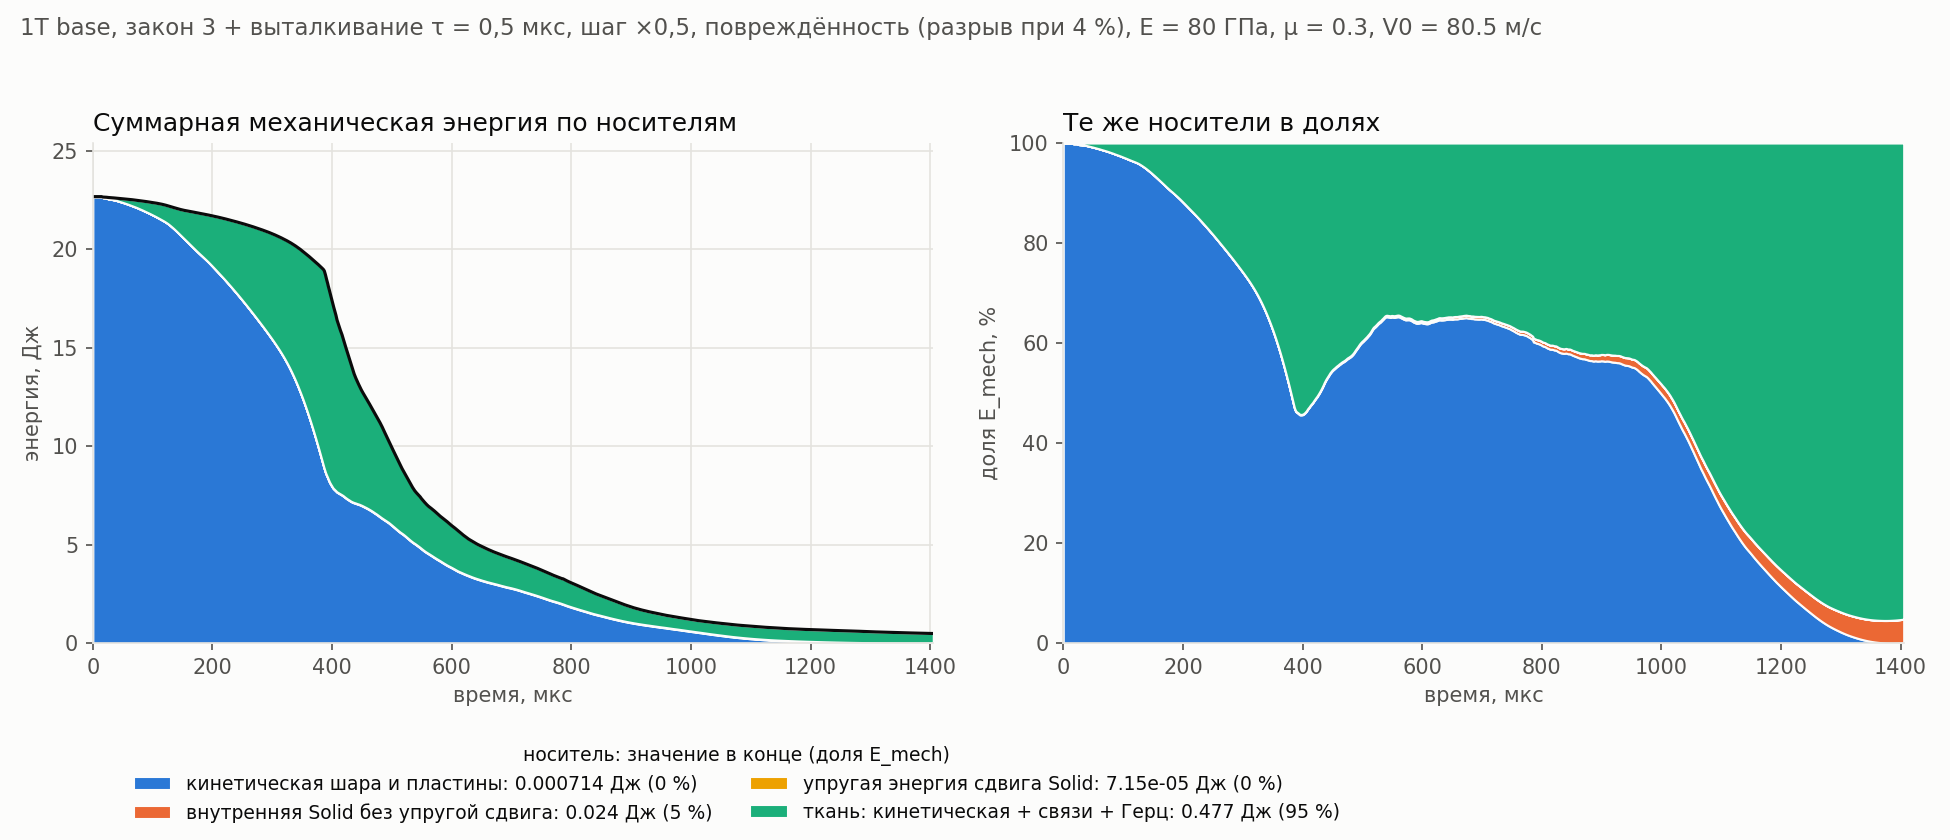 1T base, закон 3 + выталкивание τ = 0,5 мкс, шаг ×0,5, повреждённость (разрыв при 4 %), E = 80 ГПа, μ = 0.3, V0 = 80.5 м/с
Суммарная механическая энергия по носителям
25
20
15
10
5
0
энергия, Дж
0 200 400 600 800 1000 1200 1400
время, мкс
Те же носители в долях
100
80
60
40
20
0
доля E_mech, %
0 200 400 600 800 1000 1200 1400
время, мкс
носитель: значение в конце (доля E_mech)
кинетическая шара и пластины: 0.000714 Дж (0 %)
внутренняя Solid без упругой сдвига: 0.024 Дж (5 %)
упругая энергия сдвига Solid: 7.15e-05 Дж (0 %)
ткань: кинетическая + связи + Герц: 0.477 Дж (95 %)